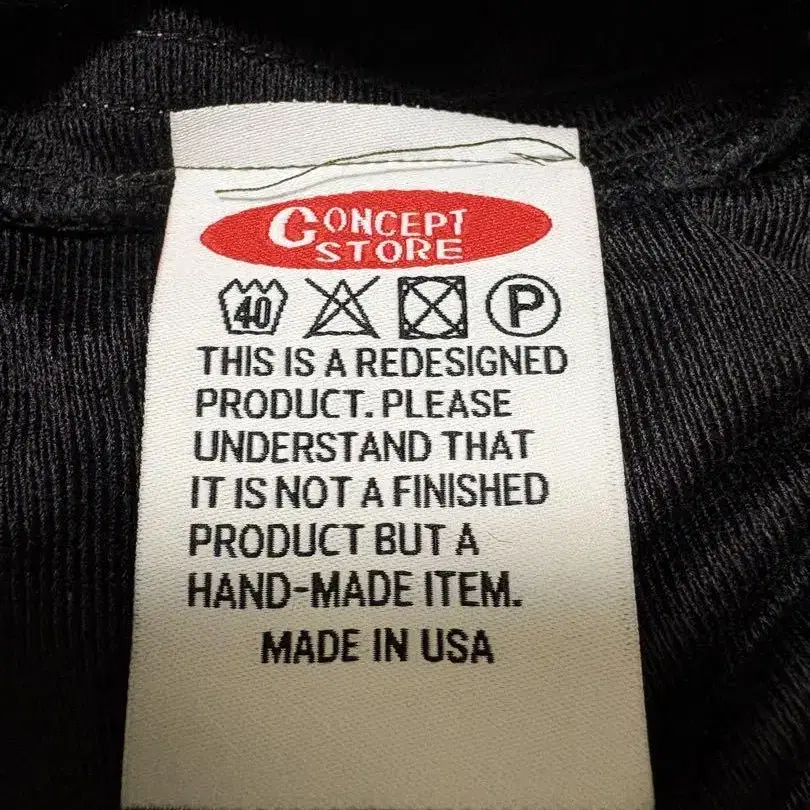 CONCEPT
STORE
40 P
THIS IS A REDESIGNED
PRODUCT. PLEASE
UNDERSTAND THAT
IT IS NOT A FINISHED
PRODUCT BUT A
HAND-MADE ITEM.
MADE IN USA